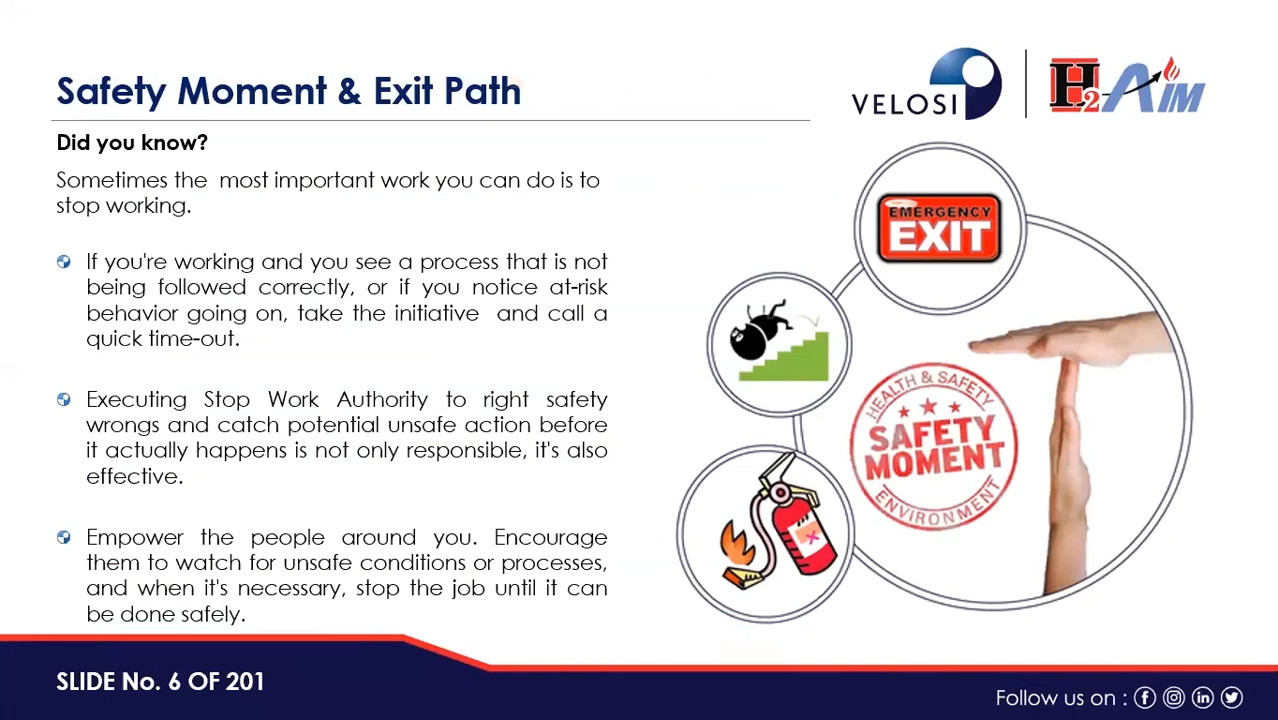 Safety Moment & Exit Path
VELOSI
H2AIM
Did you know?
Sometimes the most important work you can do is to
stop working.
If you're working and you see a process that is not
being followed correctly, or if you notice at-risk
behavior going on, take the initiative and call a
quick time-out.
Executing Stop Work Authority to right safety
wrongs and catch potential unsafe action before
it actually happens is not only responsible, it's also
effective.
Empower the people around you. Encourage
them to watch for unsafe conditions or processes,
and when it's necessary, stop the job until it can
be done safely.
EMERGENCY
EXIT
HEALTH & SAFETY
SAFETY
MOMENT
ENVIRONMENT
SLIDE No. 6 OF 201
Follow us on :